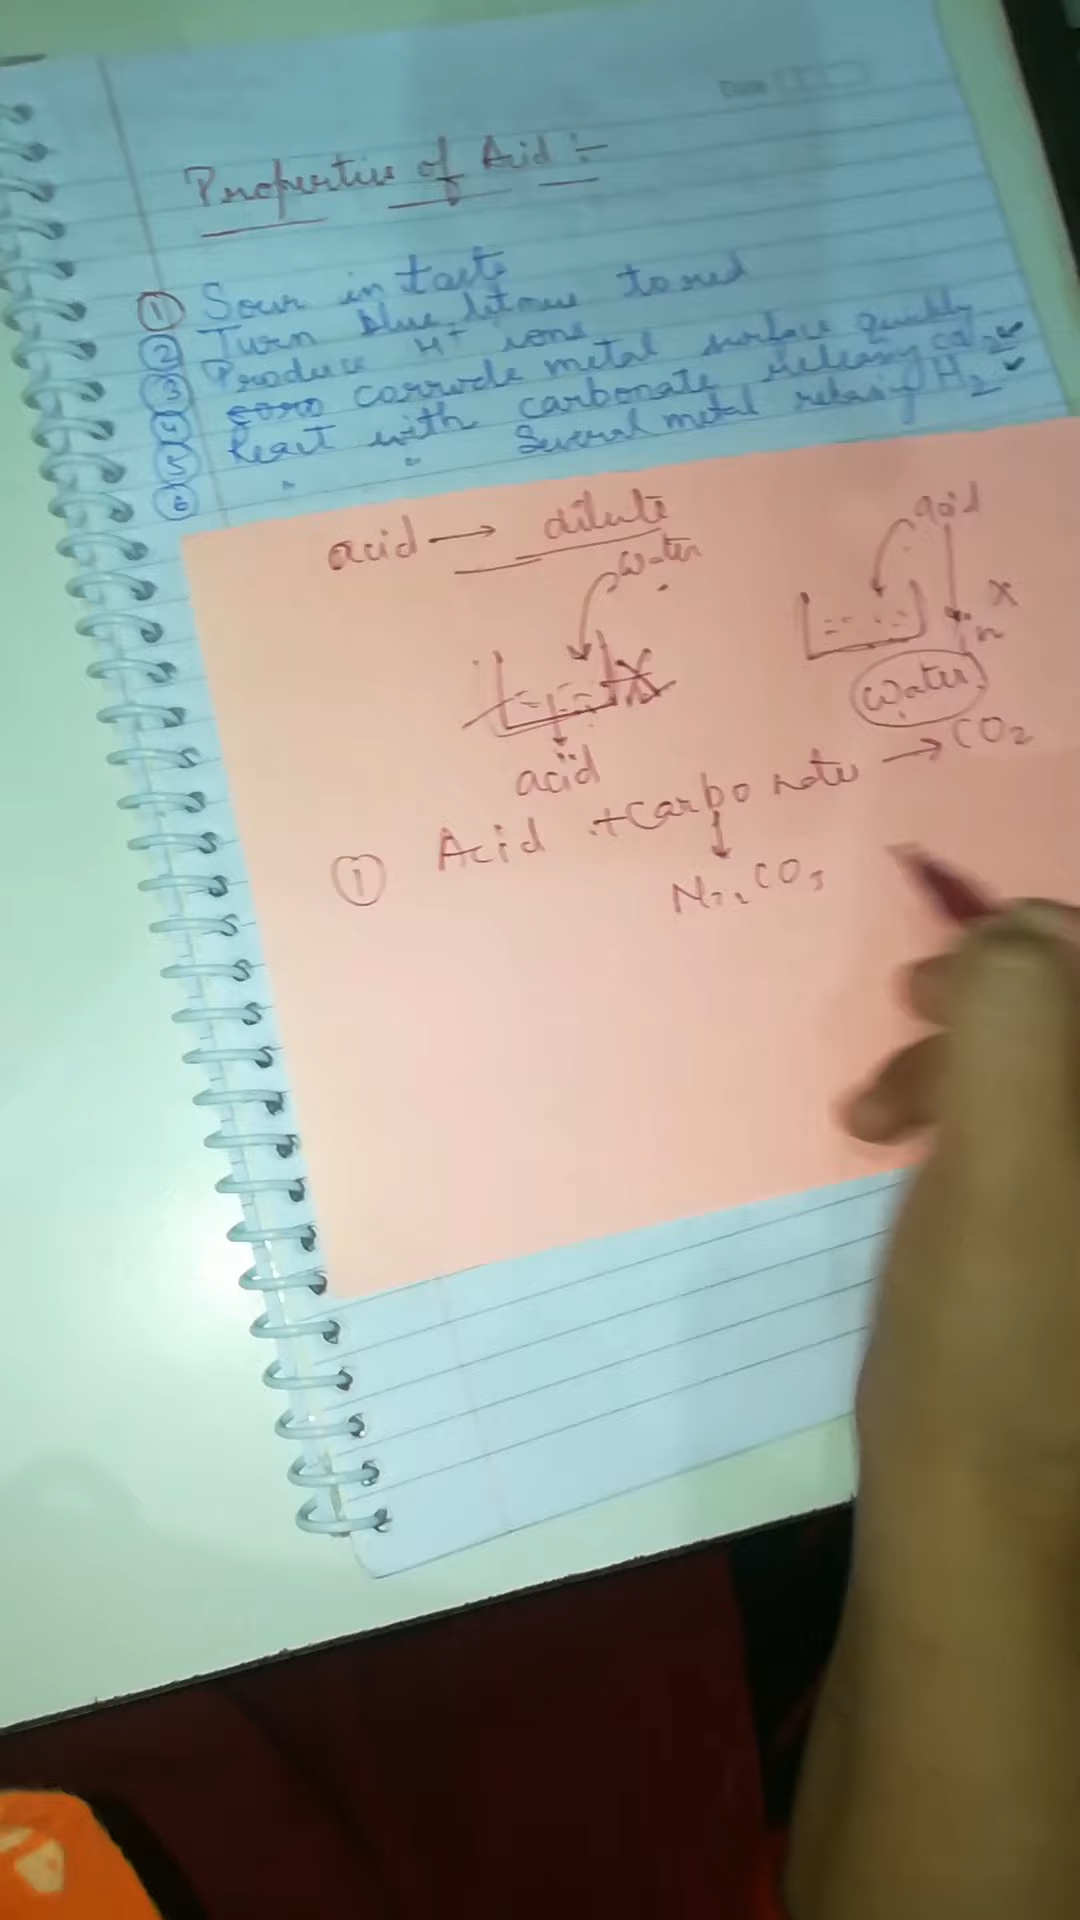 Date
Properties of Acid :-
① Sour in taste
② Turn blue litmus to red
③ Produce H+ ions
④ corrode metal surface quickly
⑤ React with carbonate releasing CO2 ✓
⑥ " " Several metal relasing H2 ✓
acid → dilute
water
acid
acid
x
water
① Acid + Carbonate → CO2
Na2CO3